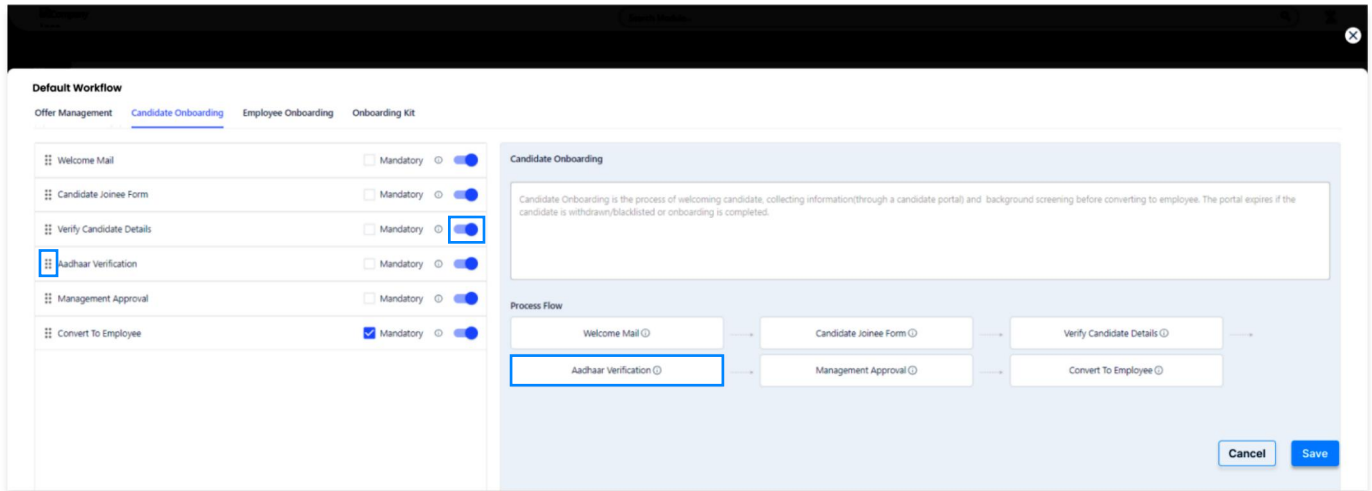 Default Workflow
Offer Management Candidate Onboarding Employee Onboarding Onboarding Kit
Welcome Mail Mandatory
Candidate Joinee Form Mandatory
Verify Candidate Details Mandatory
Aadhaar Verification Mandatory
Management Approval Mandatory
Convert To Employee Mandatory
Candidate Onboarding
Candidate Onboarding is the process of welcoming candidate, collecting information(through a candidate portal) and background screening before converting to employee. The portal expires if the
candidate is withdrawn/blacklisted or onboarding is completed.
Process Flow
Welcome Mail Candidate Joinee Form Verify Candidate Details
Aadhaar Verification Management Approval Convert To Employee
Cancel Save